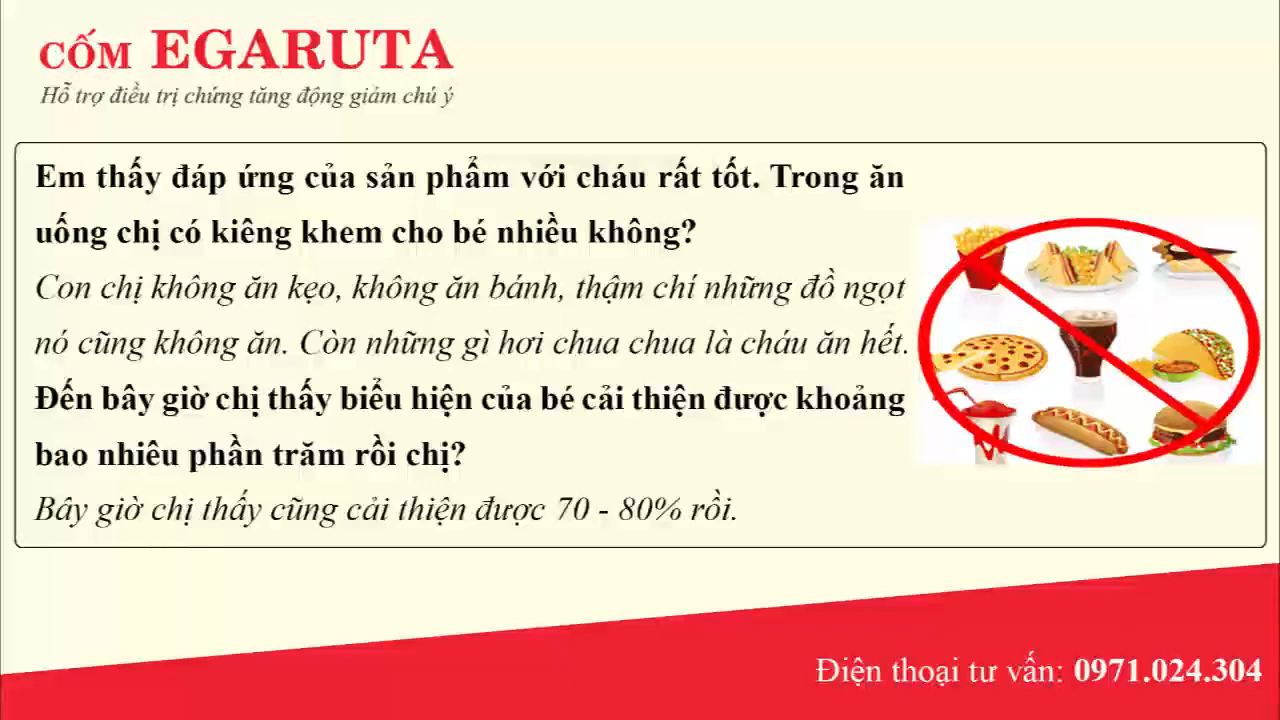 CỐM EGARUTA
Hỗ trợ điều trị chứng tăng động giảm chú ý
Em thấy đáp ứng của sản phẩm với cháu rất tốt. Trong ăn
uống chị có kiêng khem cho bé nhiều không?
Con chị không ăn kẹo, không ăn bánh, thậm chí những đồ ngọt
nó cũng không ăn. Còn những gì hơi chua chua là cháu ăn hết.
Đến bây giờ chị thấy biểu hiện của bé cải thiện được khoảng
bao nhiêu phần trăm rồi chị?
Bây giờ chị thấy cũng cải thiện được 70 - 80% rồi.
Điện thoại tư vấn: 0971.024.304